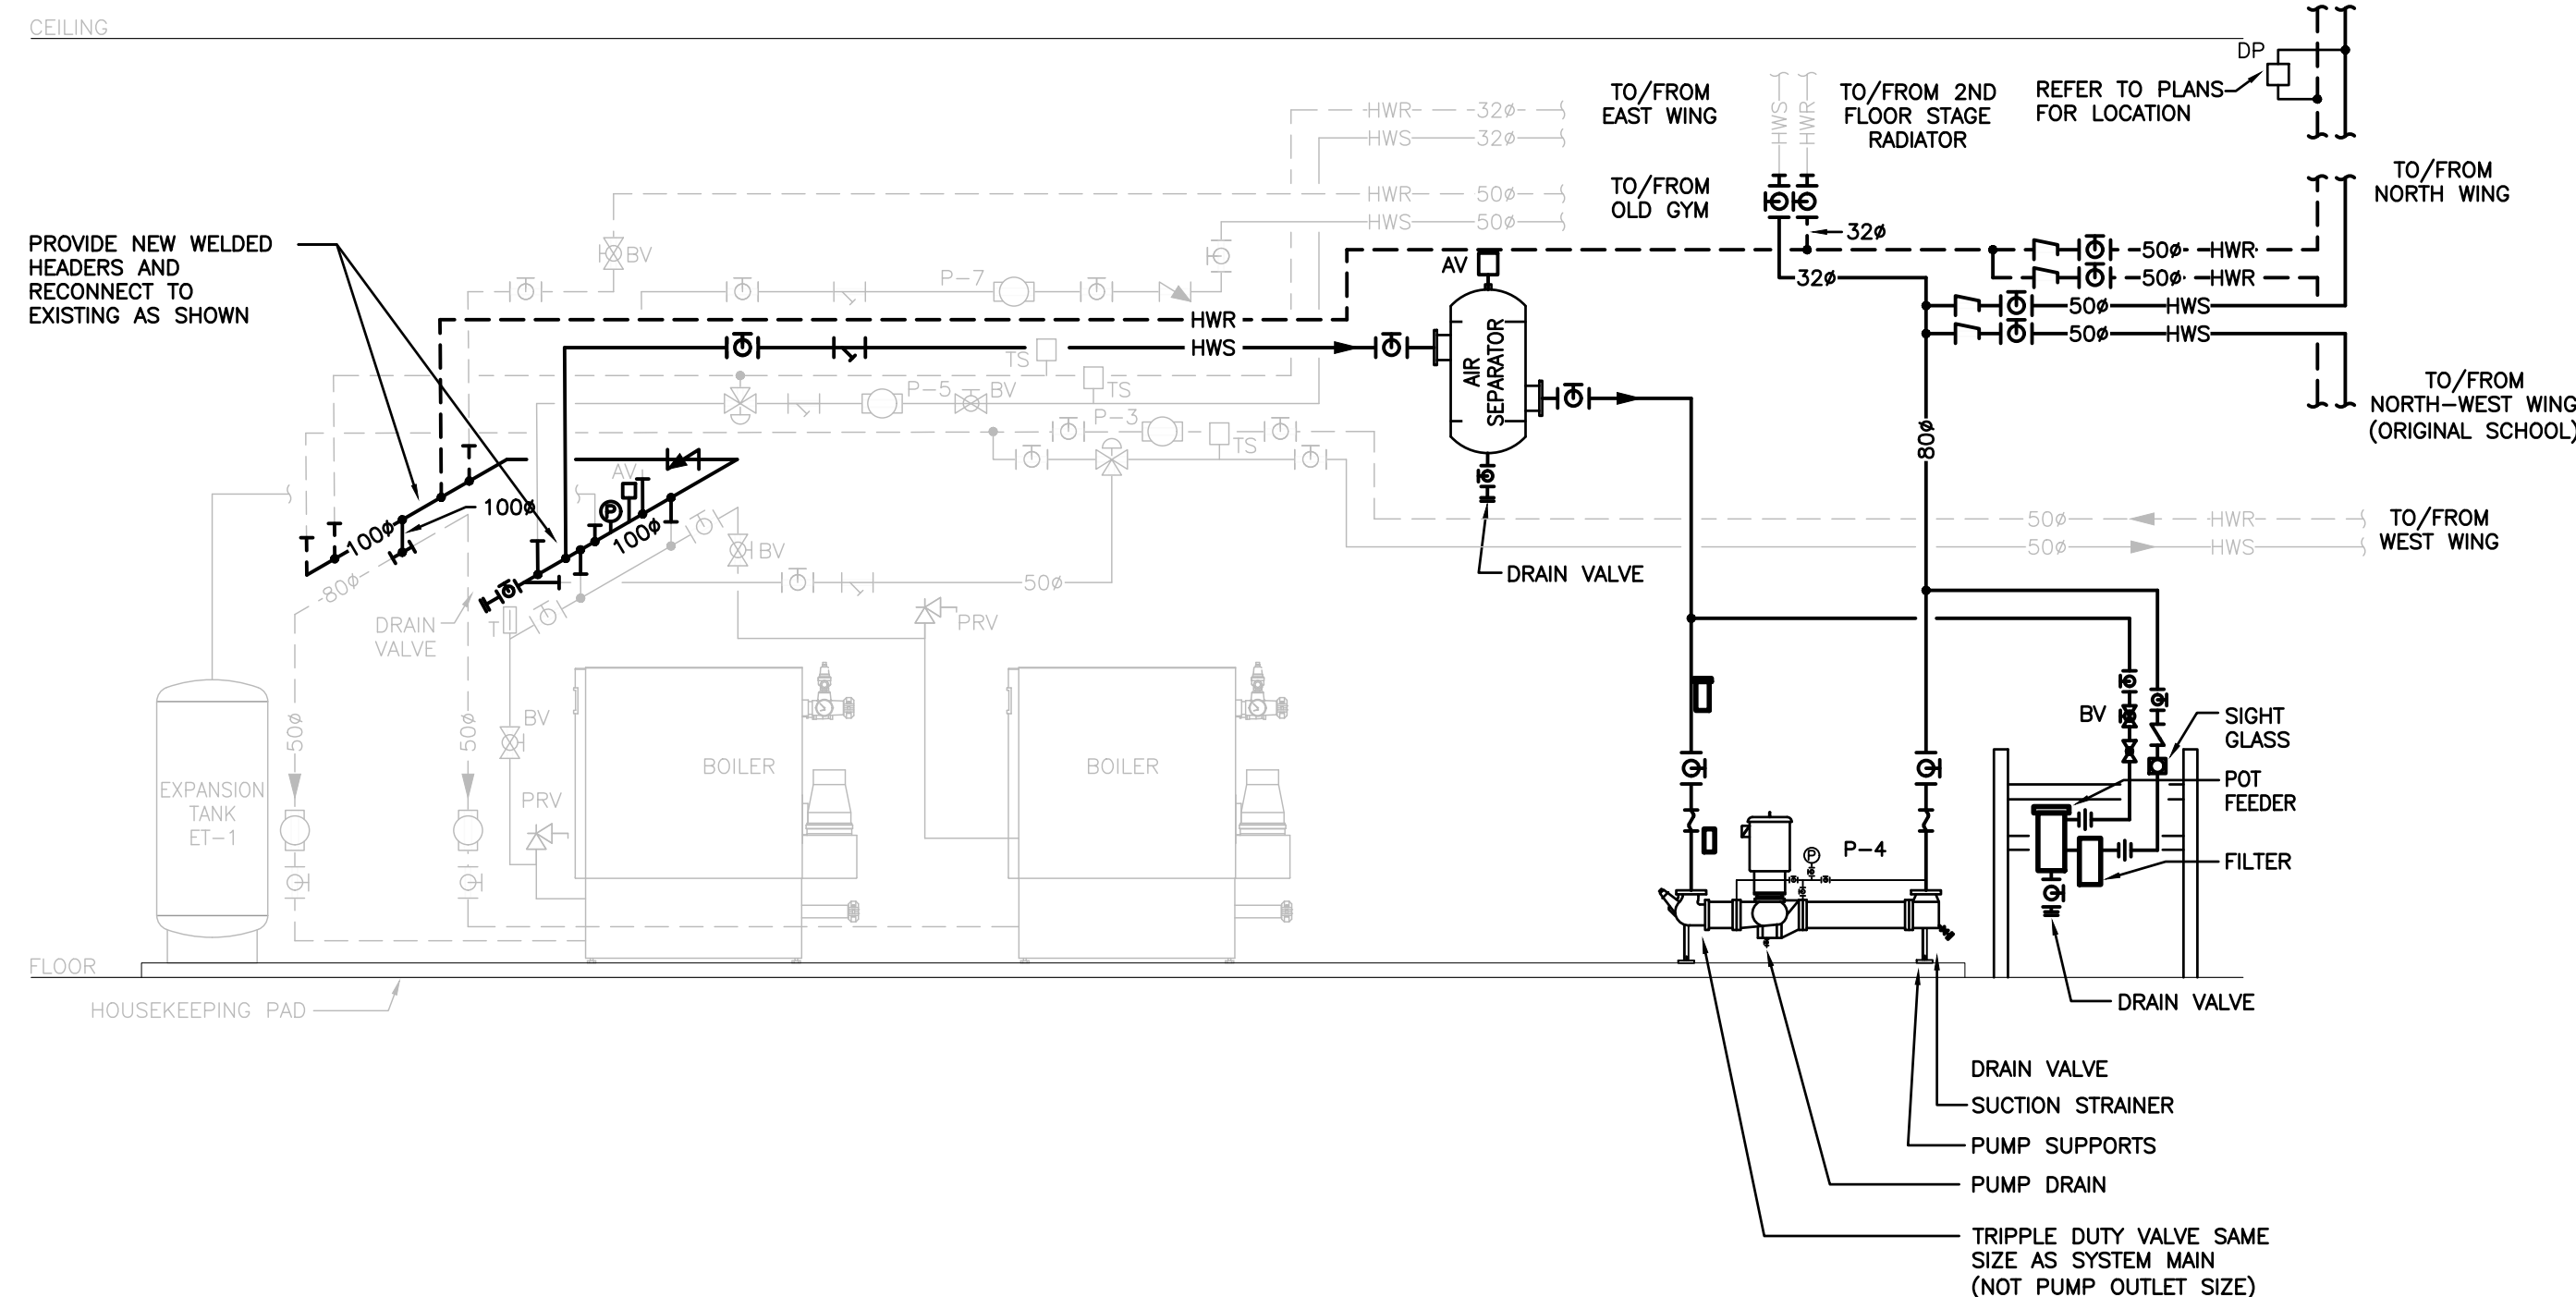 CEILING
DP
REFER TO PLANS
FOR LOCATION
TO/FROM
EAST WING
HWR 32ø
HWS 32ø
HWS
HWR
TO/FROM 2ND
FLOOR STAGE
RADIATOR
TO/FROM
NORTH WING
TO/FROM
OLD GYM
HWR 50ø
HWS 50ø
32ø
PROVIDE NEW WELDED
HEADERS AND
RECONNECT TO
EXISTING AS SHOWN
BV
P-7
AV
50ø HWR
50ø HWR
32ø
50ø HWS
50ø HWS
HWR
HWS
TS
AIR
SEPARATOR
P-5
BV
TS
TO/FROM
NORTH-WEST WING
(ORIGINAL SCHOOL)
P-3
TS
80ø
AV
P
100ø
100ø
100ø
BV
50ø HWR
50ø HWS
TO/FROM
WEST WING
DRAIN VALVE
80ø
50ø
DRAIN
VALVE
T
PRV
BV
SIGHT
GLASS
POT
FEEDER
FILTER
50ø
50ø
BV
BOILER
BOILER
EXPANSION
TANK
ET-1
PRV
P
P-4
FLOOR
HOUSEKEEPING PAD
DRAIN VALVE
DRAIN VALVE
SUCTION STRAINER
PUMP SUPPORTS
PUMP DRAIN
TRIPPLE DUTY VALVE SAME
SIZE AS SYSTEM MAIN
(NOT PUMP OUTLET SIZE)